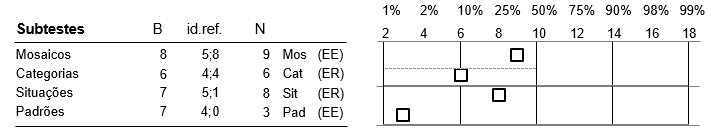 1% 2% 10% 25% 50% 75% 90% 98% 99%
Subtestes B id.ref. N 2 4 6 8 10 12 14 16 18
Mosaicos 8 5;8 9 Mos (EE)
Categorias 6 4;4 6 Cat (ER)
Situações 7 5;1 8 Sit (ER)
Padrões 7 4;0 3 Pad (EE)